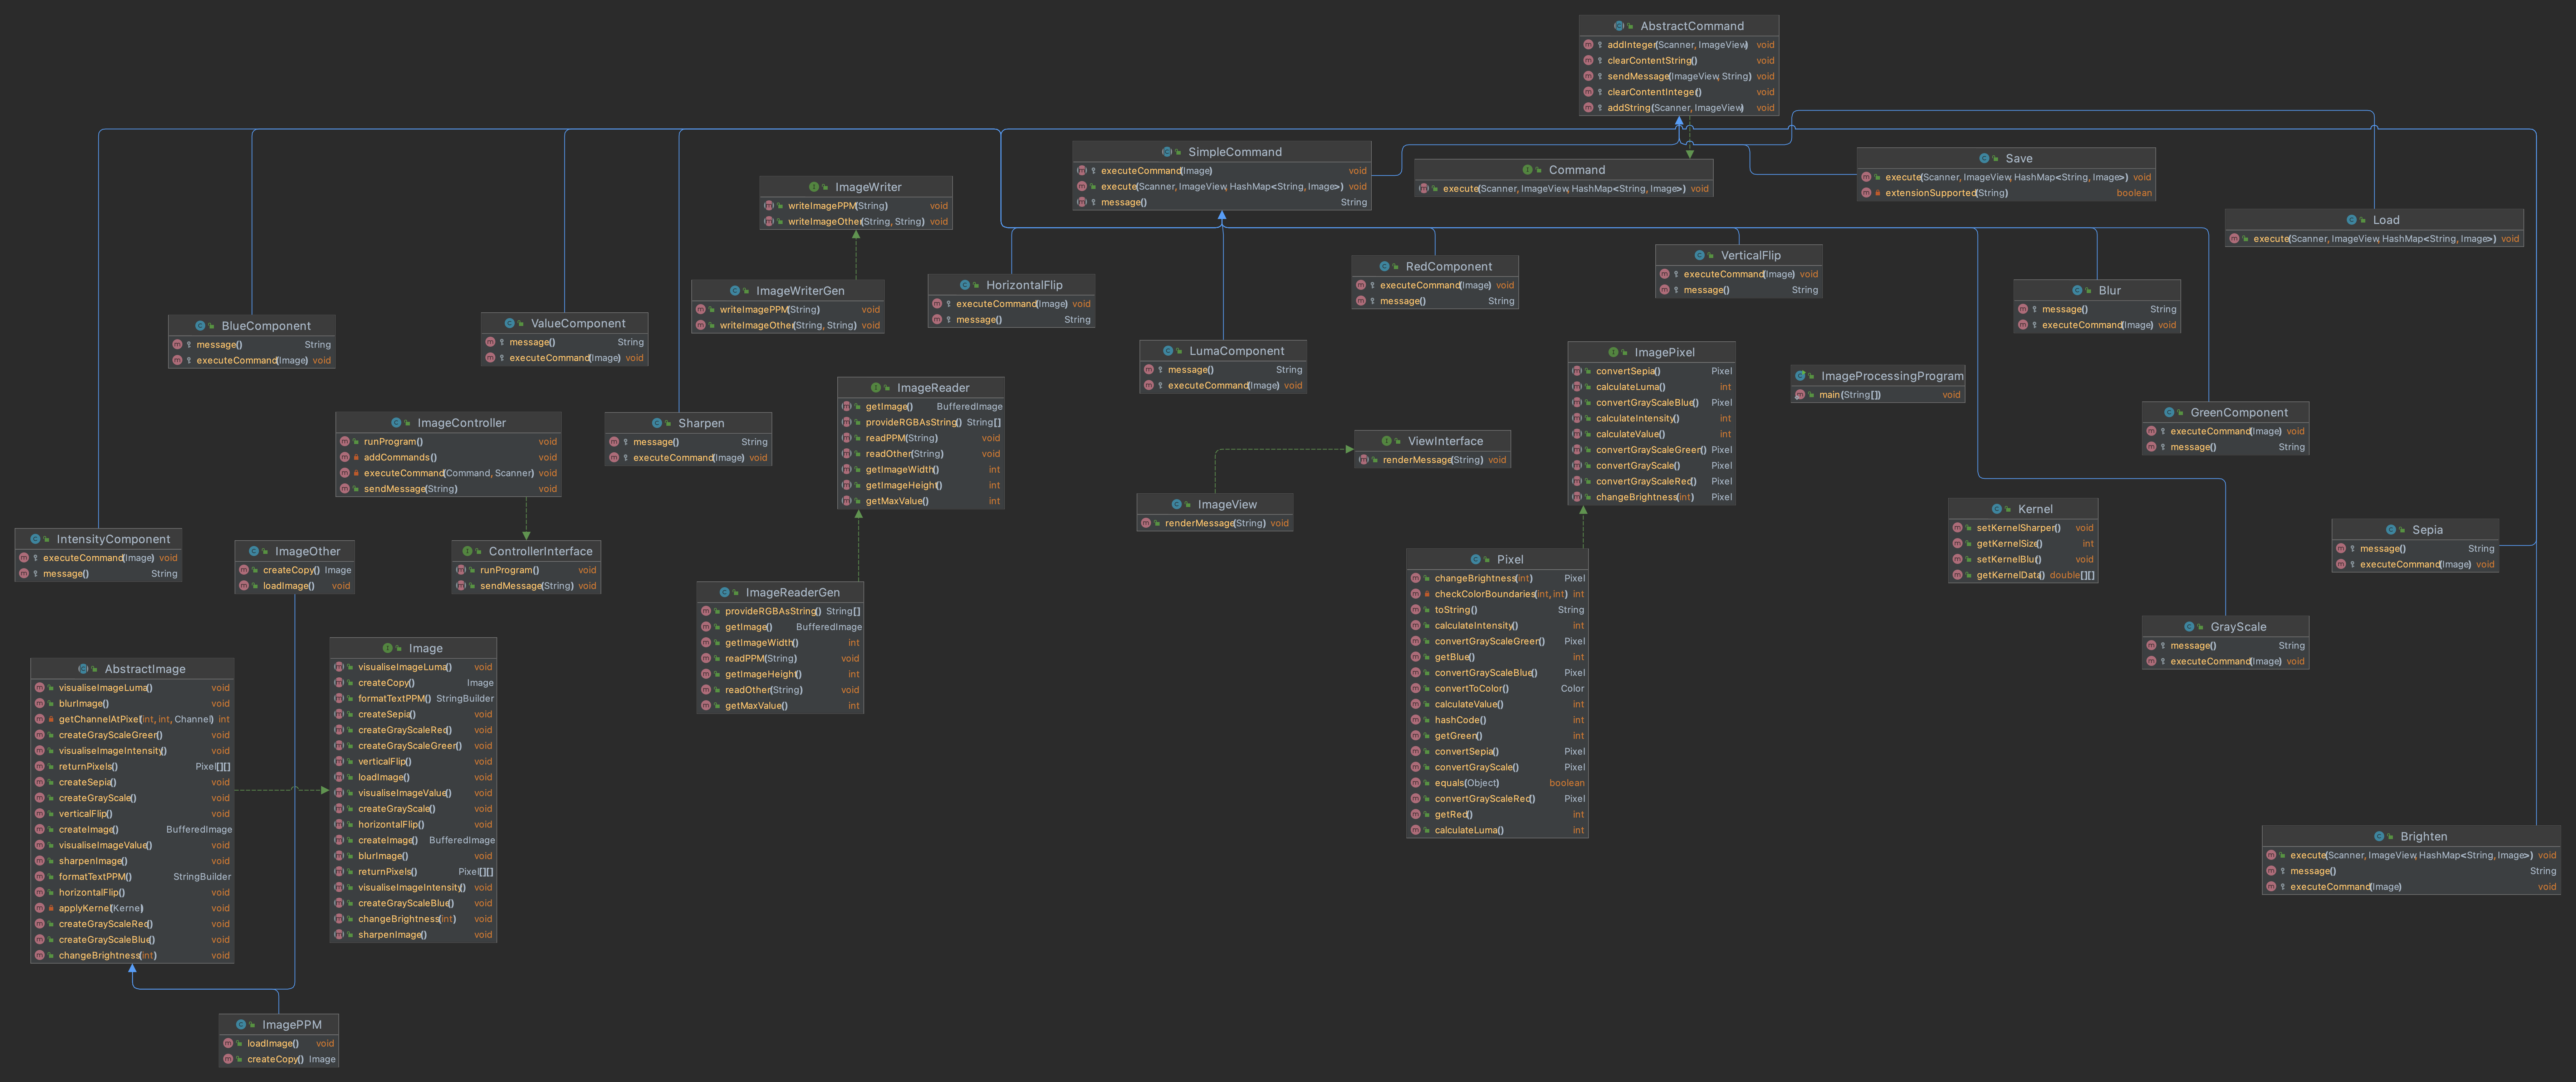 AbstractCommand
addInteger(Scanner, ImageView) void
clearContentString() void
sendMessage(ImageView, String) void
clearContentInteger() void
addString(Scanner, ImageView) void
SimpleCommand
executeCommand(Image) void
execute(Scanner, ImageView, HashMap<String, Image>) void
message() String
Command
execute(Scanner, ImageView, HashMap<String, Image>) void
Save
execute(Scanner, ImageView, HashMap<String, Image>) void
extensionSupported(String) boolean
Load
execute(Scanner, ImageView, HashMap<String, Image>) void
ImageWriter
writeImagePPM(String) void
writeImageOther(String, String) void
ImageWriterGen
writeImagePPM(String) void
writeImageOther(String, String) void
HorizontalFlip
executeCommand(Image) void
message() String
RedComponent
executeCommand(Image) void
message() String
VerticalFlip
executeCommand(Image) void
message() String
Blur
message() String
executeCommand(Image) void
BlueComponent
message() String
executeCommand(Image) void
ValueComponent
message() String
executeCommand(Image) void
LumaComponent
message() String
executeCommand(Image) void
ImagePixel
convertSepia() Pixel
calculateLuma() int
convertGrayScaleBlue() Pixel
calculateIntensity() int
calculateValue() int
convertGrayScaleGreen() Pixel
convertGrayScale() Pixel
convertGrayScaleRed() Pixel
changeBrightness(int) Pixel
ImageProcessingProgram
main(String[]) void
ImageReader
getImage() BufferedImage
provideRGBAsString() String[]
readPPM(String) void
readOther(String) void
getImageWidth() int
getImageHeight() int
getMaxValue() int
GreenComponent
executeCommand(Image) void
message() String
ImageController
runProgram() void
addCommands() void
executeCommand(Command, Scanner) void
sendMessage(String) void
Sharpen
message() String
executeCommand(Image) void
ViewInterface
renderMessage(String) void
ImageView
renderMessage(String) void
Kernel
setKernelSharpen() void
getKernelSize() int
setKernelBlur() void
getKernelData() double[][]
Sepia
message() String
executeCommand(Image) void
IntensityComponent
executeCommand(Image) void
message() String
ImageOther
createCopy() Image
loadImage() void
ControllerInterface
runProgram() void
sendMessage(String) void
Pixel
changeBrightness(int) Pixel
checkColorBoundaries(int, int) int
toString() String
calculateIntensity() int
convertGrayScaleGreen() Pixel
getBlue() int
convertGrayScaleBlue() Pixel
convertToColor() Color
calculateValue() int
hashCode() int
getGreen() int
convertSepia() Pixel
convertGrayScale() Pixel
equals(Object) boolean
convertGrayScaleRed() Pixel
getRed() int
calculateLuma() int
ImageReaderGen
provideRGBAsString() String[]
getImage() BufferedImage
getImageWidth() int
readPPM(String) void
getImageHeight() int
readOther(String) void
getMaxValue() int
GrayScale
message() String
executeCommand(Image) void
Image
visualiseImageLuma() void
createCopy() Image
formatTextPPM() StringBuilder
createSepia() void
createGrayScaleRed() void
createGrayScaleGreen() void
verticalFlip() void
loadImage() void
visualiseImageValue() void
createGrayScale() void
horizontalFlip() void
createImage() BufferedImage
blurImage() void
returnPixels() Pixel[][]
visualiseImageIntensity() void
createGrayScaleBlue() void
changeBrightness(int) void
sharpenImage() void
AbstractImage
visualiseImageLuma() void
blurImage() void
getChannelAtPixel(int, int, Channel) int
createGrayScaleGreen() void
visualiseImageIntensity() void
returnPixels() Pixel[][]
createSepia() void
createGrayScale() void
verticalFlip() void
createImage() BufferedImage
visualiseImageValue() void
sharpenImage() void
formatTextPPM() StringBuilder
horizontalFlip() void
applyKernel(Kernel) void
createGrayScaleRed() void
createGrayScaleBlue() void
changeBrightness(int) void
Brighten
execute(Scanner, ImageView, HashMap<String, Image>) void
message() String
executeCommand(Image) void
ImagePPM
loadImage() void
createCopy() Image